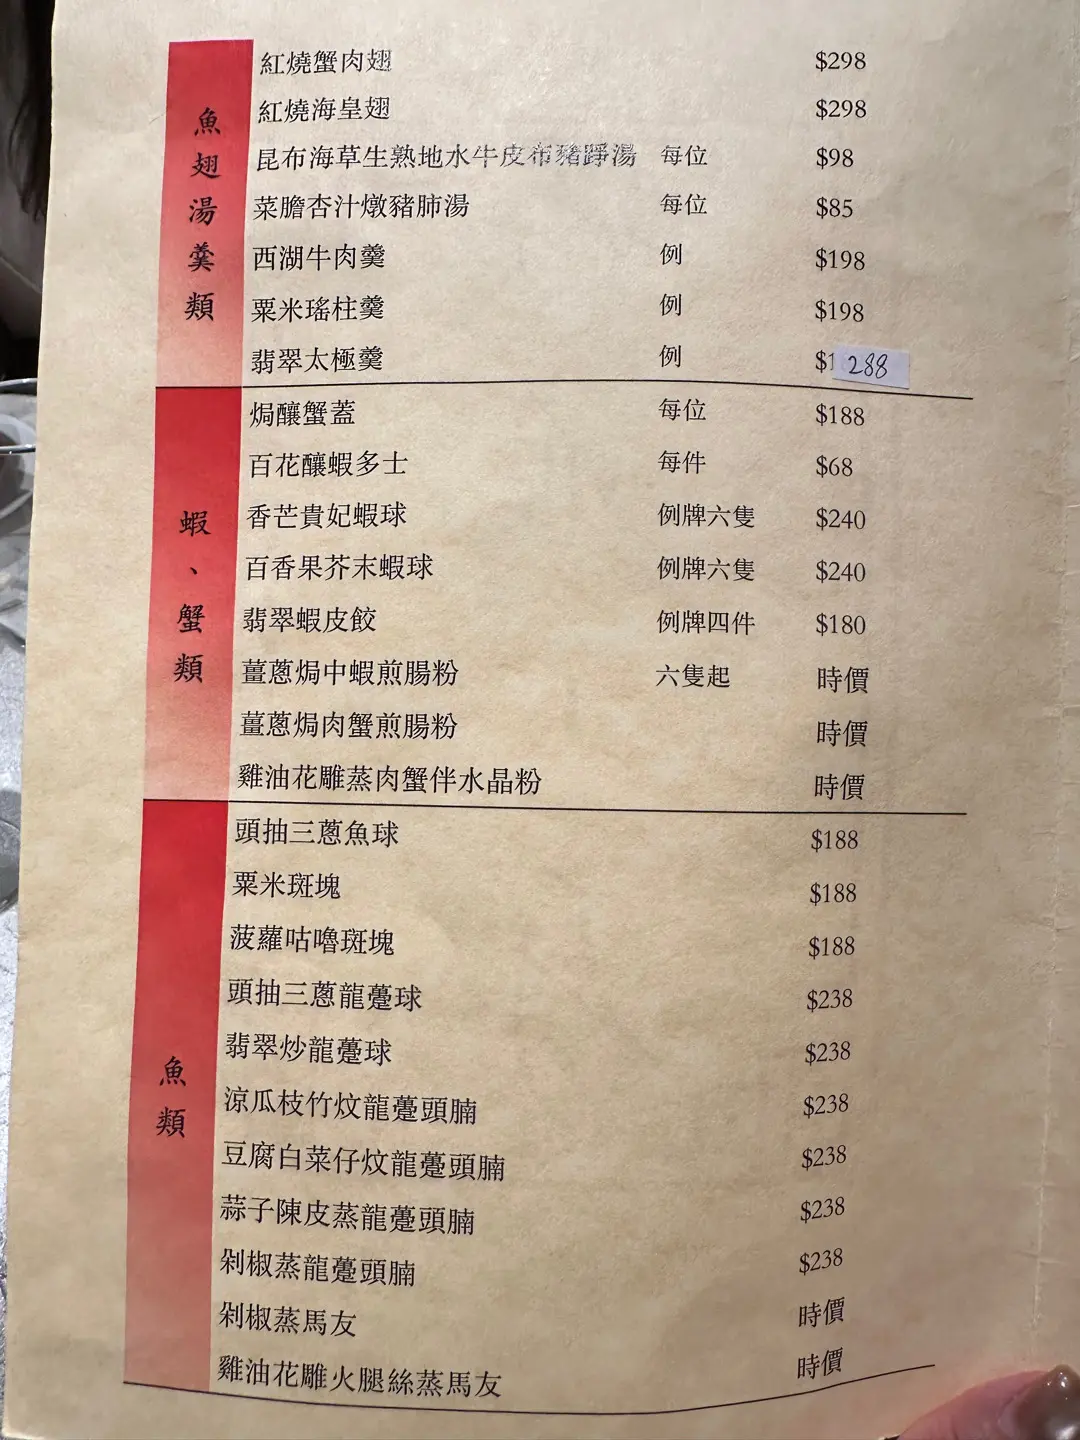 魚翅湯羹類
紅燒蟹肉翅 $298
紅燒海皇翅 $298
昆布海草生熟地水牛皮布豬踭湯 每位 $98
菜膽杏汁燉豬肺湯 每位 $85
西湖牛肉羹 例 $198
粟米瑤柱羹 例 $198
翡翠太極羹 例 $1 288
蝦、蟹類
焗釀蟹蓋 每位 $188
百花釀蝦多士 每件 $68
香芒貴妃蝦球 例牌六隻 $240
百香果芥末蝦球 例牌六隻 $240
翡翠蝦皮餃 例牌四件 $180
薑蔥焗中蝦煎腸粉 六隻起 時價
薑蔥焗肉蟹煎腸粉 時價
雞油花雕蒸肉蟹伴水晶粉 時價
魚類
頭抽三蔥魚球 $188
粟米斑塊 $188
菠蘿咕嚕斑塊 $188
頭抽三蔥龍躉球 $238
翡翠炒龍躉球 $238
涼瓜枝竹炆龍躉頭腩 $238
豆腐白菜仔炆龍躉頭腩 $238
蒜子陳皮蒸龍躉頭腩 $238
剁椒蒸龍躉頭腩 $238
剁椒蒸馬友 時價
雞油花雕火腿絲蒸馬友 時價